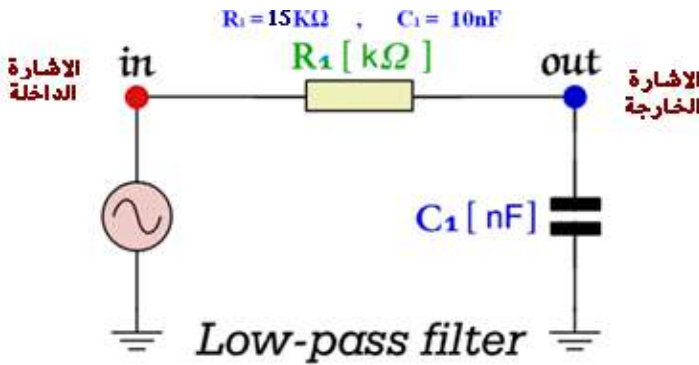 R₁ = 15KΩ , C₁ = 10nF
R₁ [ kΩ ]
in
out
الاشارة
الداخلة
الاشارة
الخارجة
C₁ [ nF]
Low-pass filter